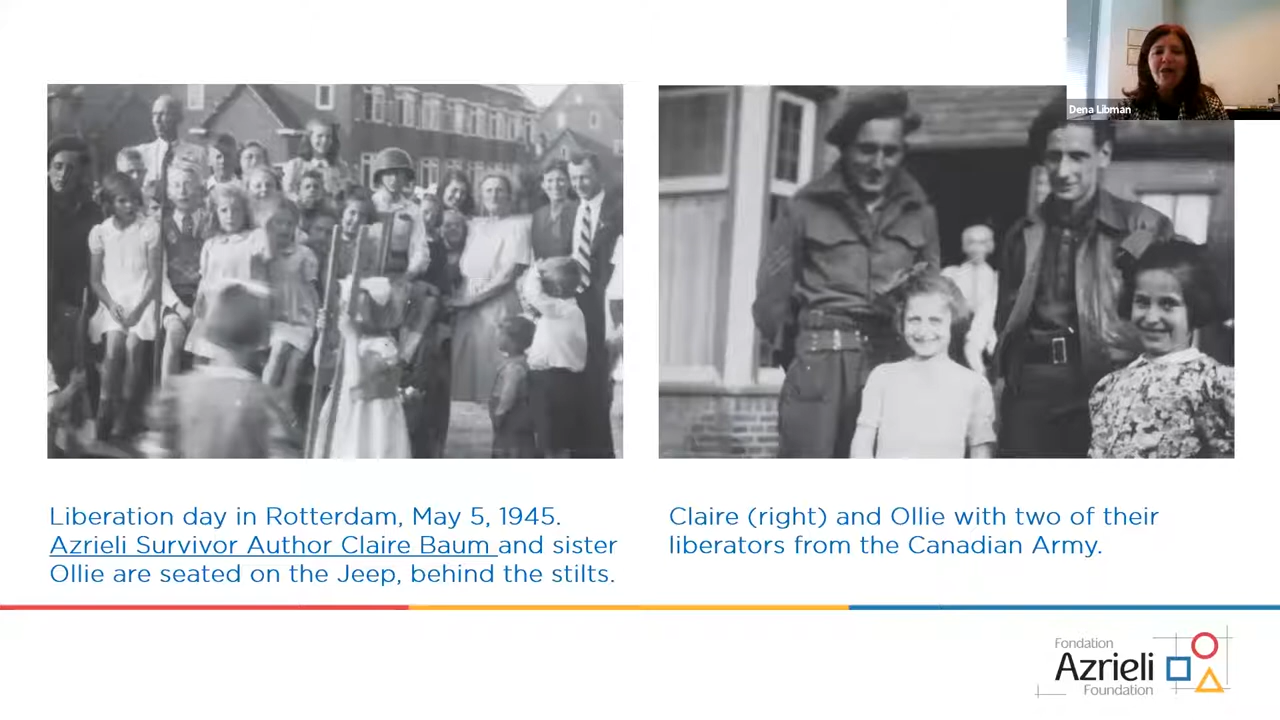 Dena Libman
Liberation day in Rotterdam, May 5, 1945.
Azrieli Survivor Author Claire Baum and sister
Ollie are seated on the Jeep, behind the stilts.
Claire (right) and Ollie with two of their
liberators from the Canadian Army.
Fondation
Azrieli
Foundation